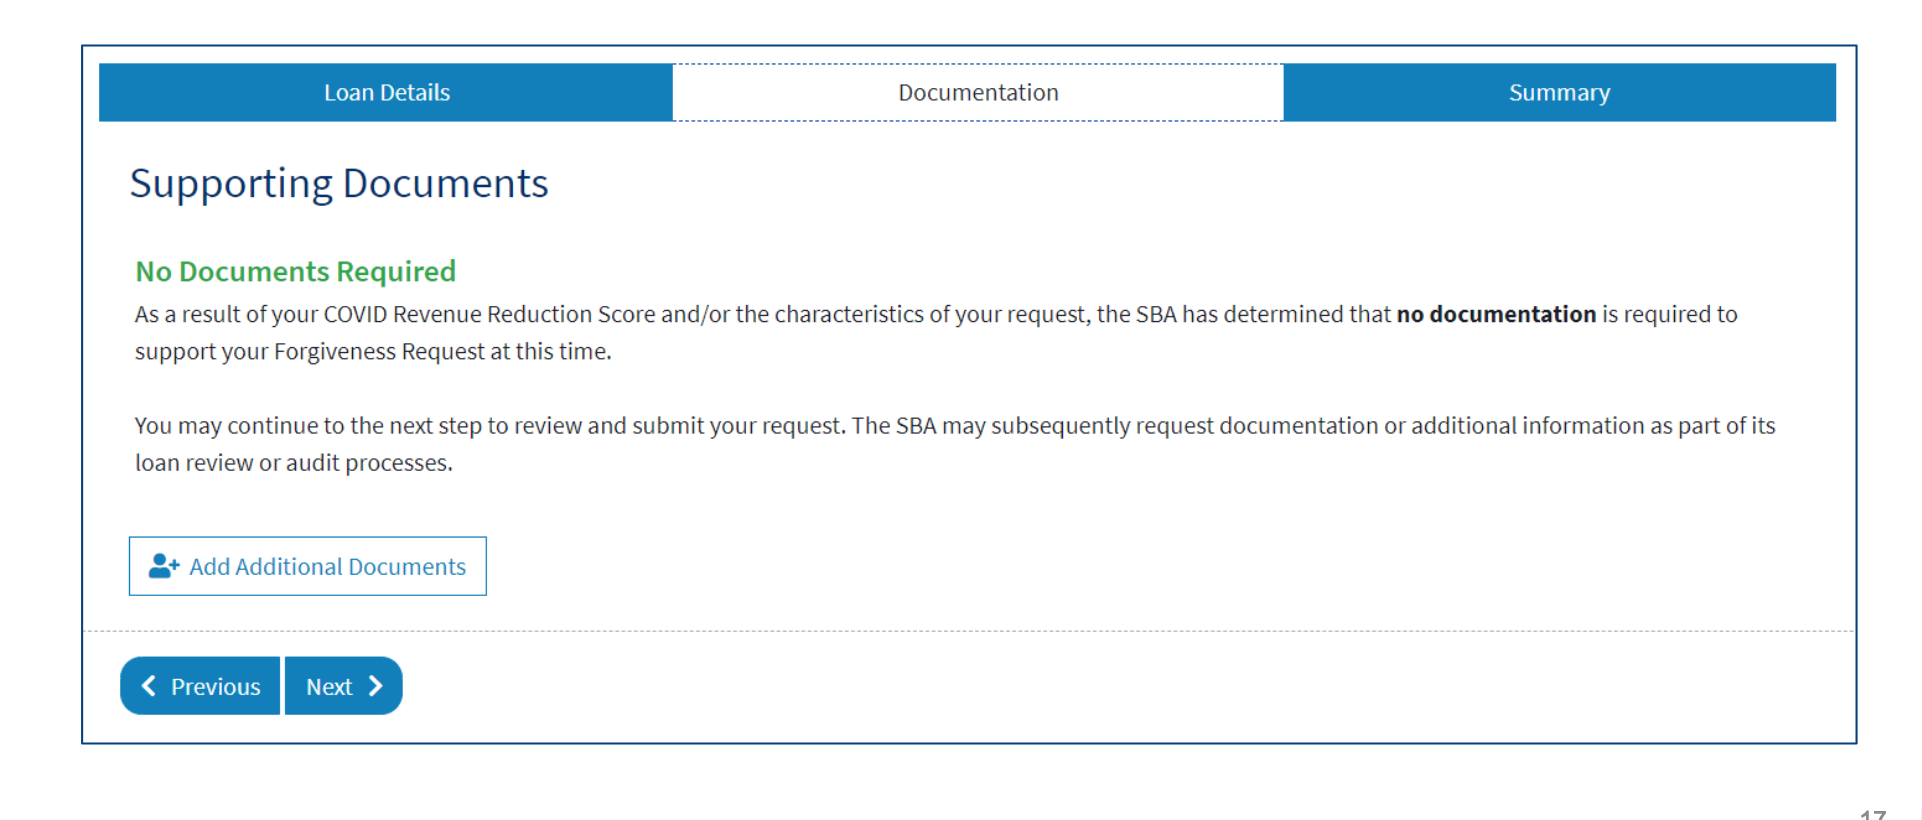 Loan Details
Documentation
Summary
Supporting Documents
No Documents Required
As a result of your COVID Revenue Reduction Score and/or the characteristics of your request, the SBA has determined that no documentation is required to
support your Forgiveness Request at this time.
You may continue to the next step to review and submit your request. The SBA may subsequently request documentation or additional information as part of its
loan review or audit processes.
Add Additional Documents
Previous
Next
17